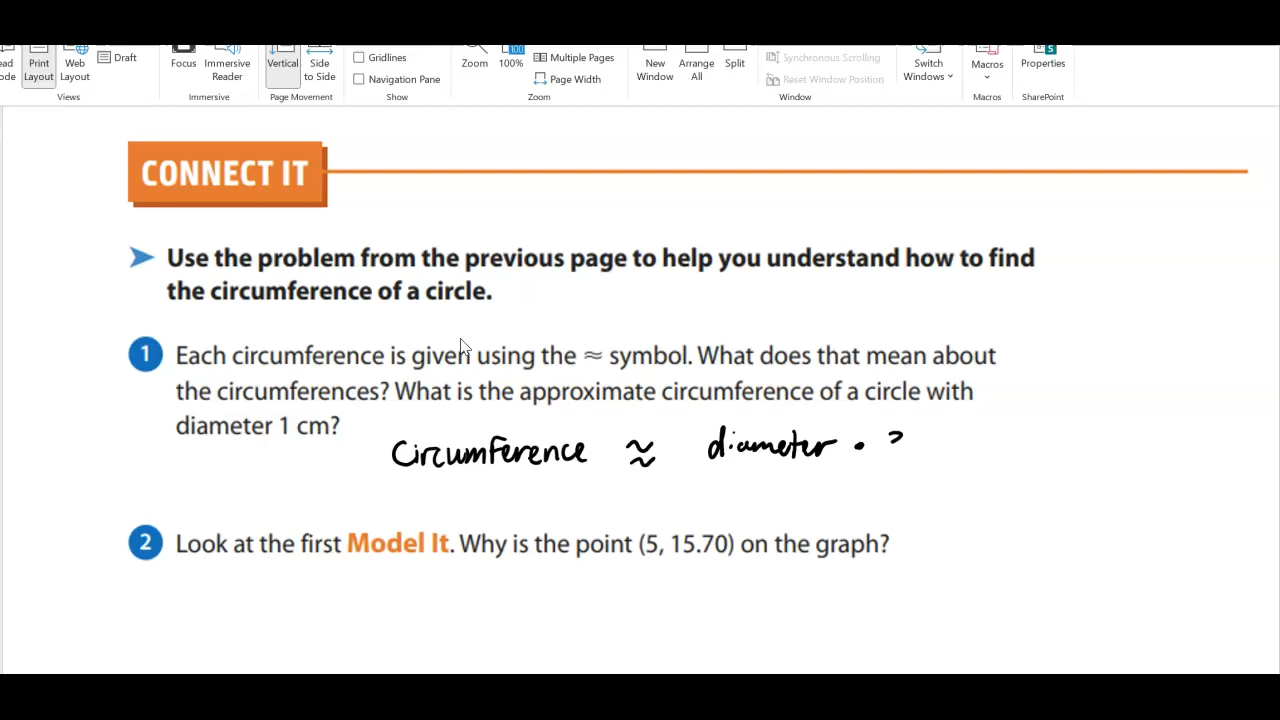 Print Layout
Web Layout
Draft
Views
Focus
Immersive Reader
Immersive
Vertical
Side to Side
Page Movement
Gridlines
Navigation Pane
Show
Zoom
100
100%
Multiple Pages
Page Width
Zoom
New Window
Arrange All
Split
Synchronous Scrolling
Reset Window Position
Window
Switch Windows
Macros
Macros
S
Properties
SharePoint
CONNECT IT
Use the problem from the previous page to help you understand how to find
the circumference of a circle.
1 Each circumference is given using the ≈ symbol. What does that mean about
the circumferences? What is the approximate circumference of a circle with
diameter 1 cm?
Circumference ≈ diameter •
2 Look at the first Model It. Why is the point (5, 15.70) on the graph?